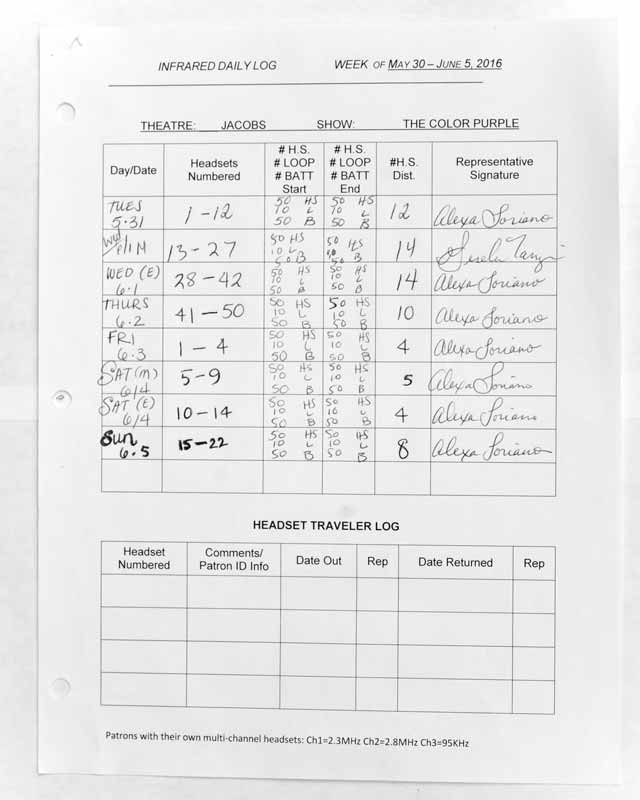 INFRARED DAILY LOG WEEK OF MAY 30 – JUNE 5, 2016
THEATRE: JACOBS SHOW: THE COLOR PURPLE
Day/Date Headsets Numbered # H.S. # LOOP # BATT Start # H.S. # LOOP # BATT End #H.S. Dist. Representative Signature
TUES 5·31 1 – 12 50 HS 10 L 50 B 50 HS 10 L 50 B 12 Alexa Soriano
Wed 6/1 M 13 – 27 50 HS 10 L 50 B 50 HS 10 L 50 B 14
WED (E) 6·1 28 – 42 50 HS 10 L 50 B 50 HS 10 L 50 B 14 Alexa Soriano
THURS 6·2 41 – 50 50 HS 10 L 50 B 50 HS 10 L 50 B 10 Alexa Soriano
FRI 6·3 1 – 4 50 HS 10 L 50 B 50 HS 10 L 50 B 4 Alexa Soriano
SAT (M) 6/4 5 – 9 50 HS 10 L 50 B 50 HS 10 L 50 B 5 Alexa Soriano
SAT (E) 6/4 10 – 14 50 HS 10 L 50 B 50 HS 10 L 50 B 4 Alexa Soriano
Sun 6·5 15 – 22 50 HS 10 L 50 B 50 HS 10 L 50 B 8 Alexa Soriano
HEADSET TRAVELER LOG
Headset Numbered Comments/ Patron ID Info Date Out Rep Date Returned Rep
Patrons with their own multi-channel headsets: Ch1=2.3MHz Ch2=2.8MHz Ch3=95KHz